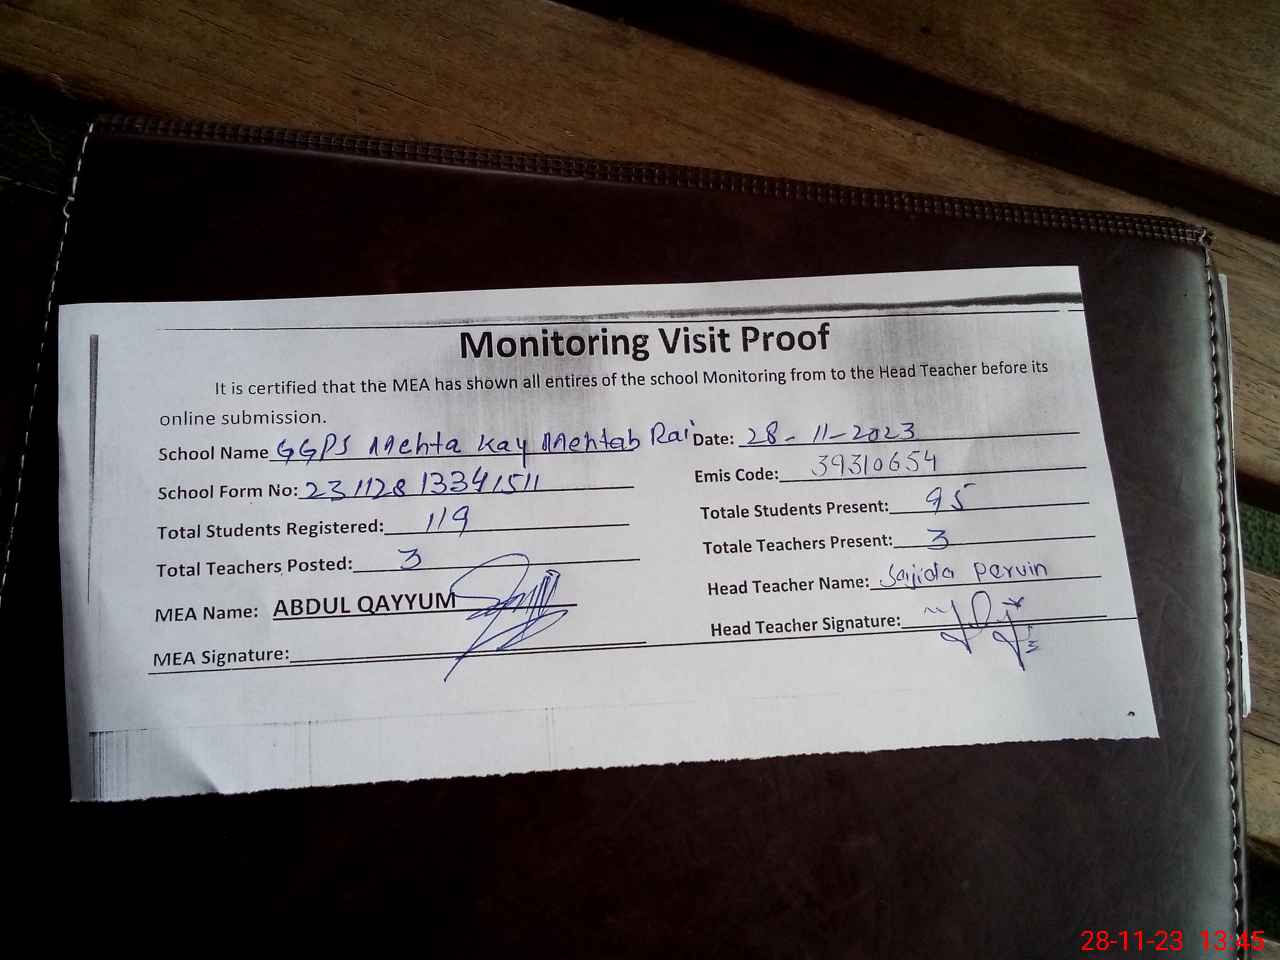 Monitoring Visit Proof
It is certified that the MEA has shown all entires of the school Monitoring from to the Head Teacher before its
online submission.
School Name GGPS Mehta Kay Mehtab Rai Date: 28-11-2023
School Form No: 23112813341511 Emis Code: 39310654
Total Students Registered: 119 Totale Students Present: 95
Total Teachers Posted: 3 Totale Teachers Present: 3
MEA Name: ABDUL QAYYUM Head Teacher Name: Sajida Pervin
MEA Signature: Head Teacher Signature:
28-11-23 13:45